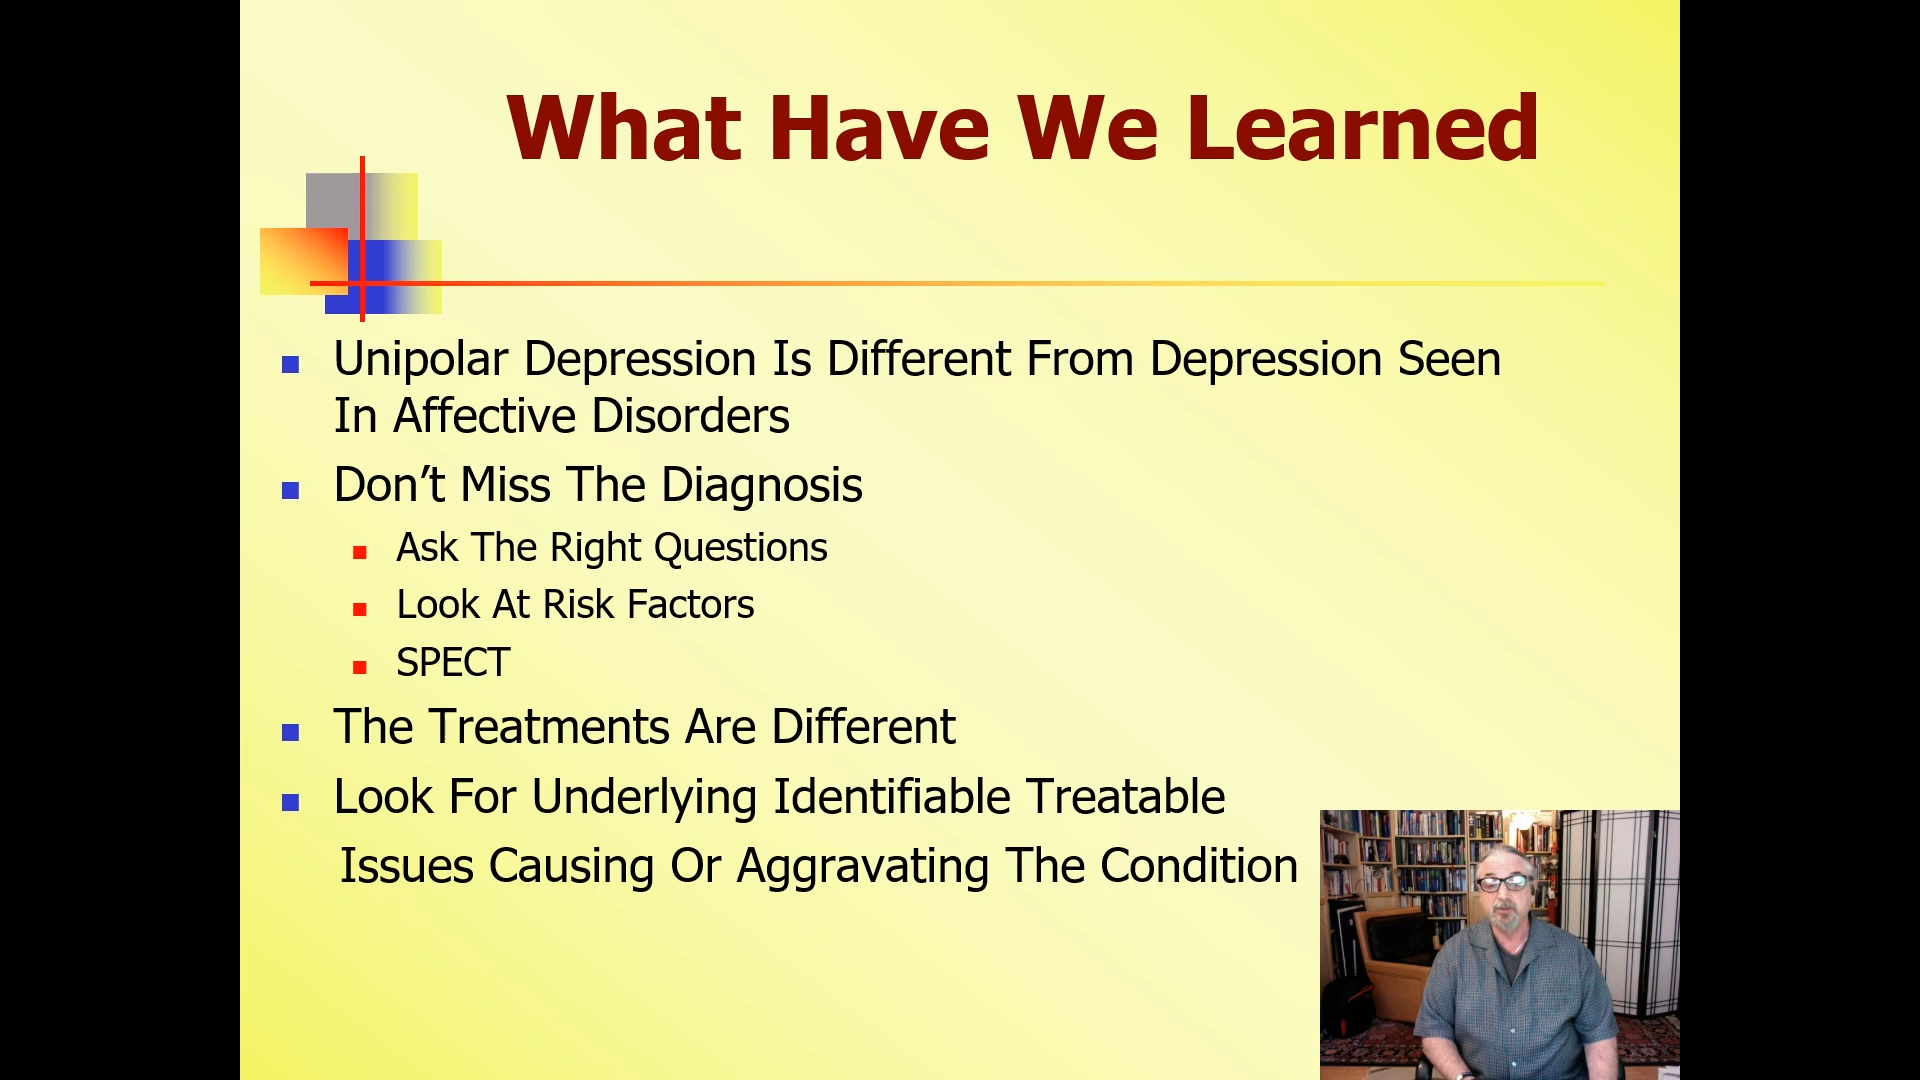 What Have We Learned
Unipolar Depression Is Different From Depression Seen
In Affective Disorders
Don’t Miss The Diagnosis
Ask The Right Questions
Look At Risk Factors
SPECT
The Treatments Are Different
Look For Underlying Identifiable Treatable
Issues Causing Or Aggravating The Condition